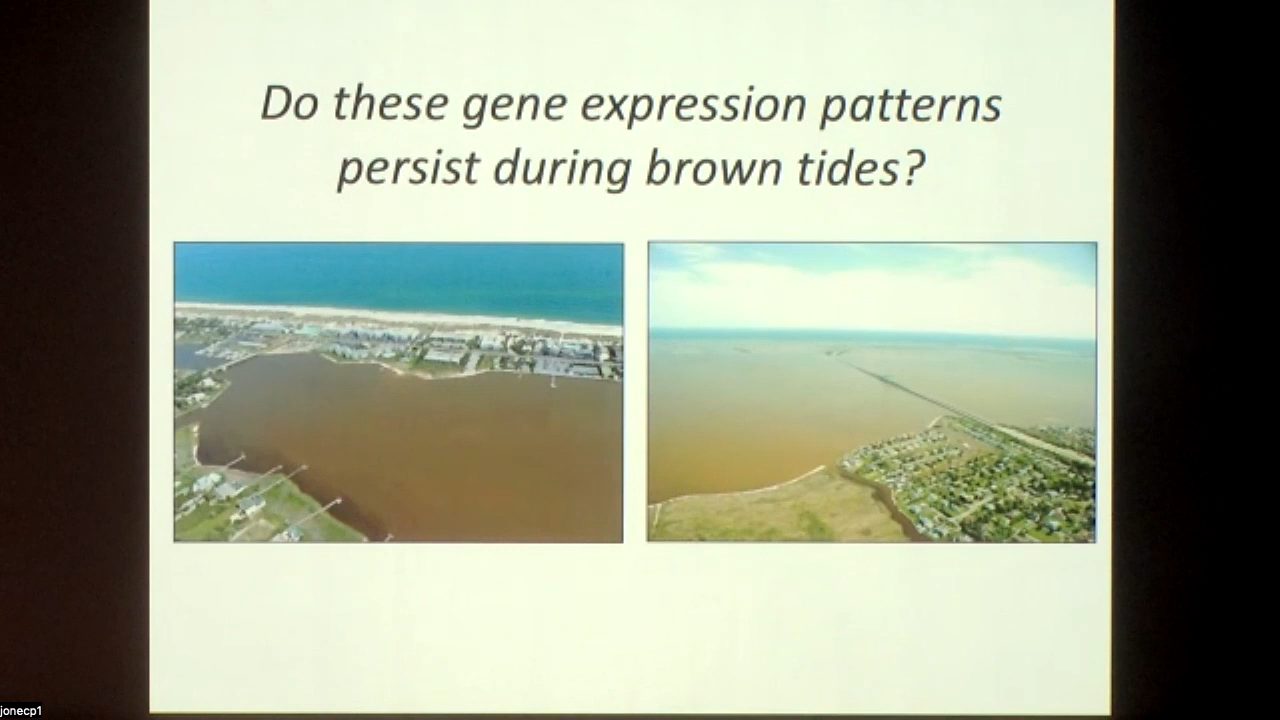 Do these gene expression patterns
persist during brown tides?
jonecp1